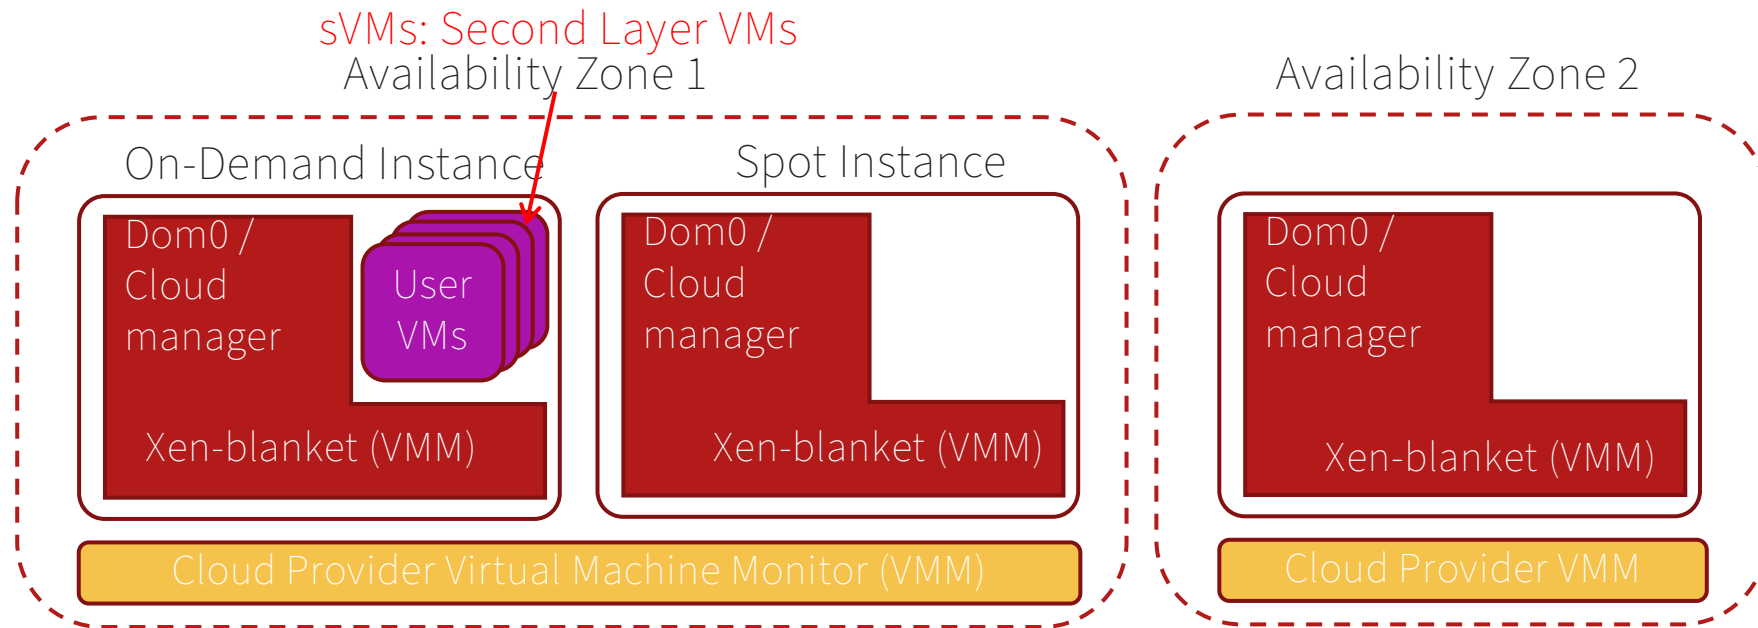 sVMs: Second Layer VMs
Availability Zone 1
Availability Zone 2
On-Demand Instance
Spot Instance
Dom0 /
Cloud
manager
User
VMs
Xen-blanket (VMM)
Dom0 /
Cloud
manager
Xen-blanket (VMM)
Dom0 /
Cloud
manager
Xen-blanket (VMM)
Cloud Provider Virtual Machine Monitor (VMM)
Cloud Provider VMM